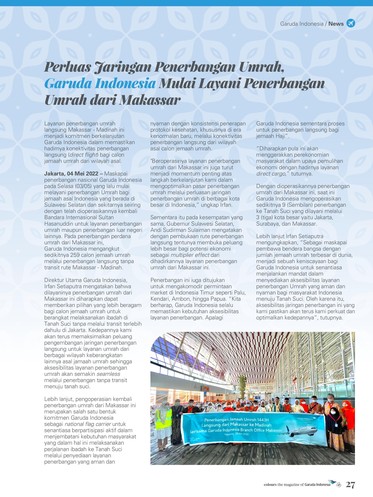 Garuda Indonesia / News
Perluas Jaringan Penerbangan Umrah,
Garuda Indonesia Mulai Layani Penerbangan
Umrah dari Makassar
Layanan penerbangan umrah
langsung Makassar - Madinah ini
menjadi komitmen berkelanjutan
Garuda Indonesia dalam memastikan
hadirnya konektivitas penerbangan
langsung (direct flight) bagi calon
jemaah umrah dari wilayah asal.
Jakarta, 04 Mei 2022 – Maskapai
penerbangan nasional Garuda Indonesia
pada Selasa (03/05) yang lalu mulai
melayani penerbangan Umrah bagi
jemaah asal Indonesia yang berada di
Sulawesi Selatan dan sekitarnya seiring
dengan telah dioperasikannya kembali
Bandara Internasional Sultan
Hasanuddin untuk layanan penerbangan
umrah maupun penerbangan luar negeri
lainnya. Pada penerbangan perdana
umrah dari Makassar ini,
Garuda Indonesia mengangkut
sedikitnya 259 calon jemaah umrah
melalui penerbangan langsung tanpa
transit rute Makassar - Madinah.
Direktur Utama Garuda Indonesia,
Irfan Setiaputra mengatakan bahwa
dilayaninya penerbangan umrah dari
Makassar ini diharapkan dapat
memberikan pilihan yang lebih beragam
bagi calon jemaah umrah untuk
berangkat melaksanakan ibadah di
Tanah Suci tanpa melalui transit terlebih
dahulu di Jakarta. Kedepannya kami
akan terus memaksimalkan peluang
pengembangan jaringan penerbangan
langsung untuk layanan umrah dari
berbagai wilayah keberangkatan
lainnya asal jemaah umrah sehingga
aksesibilitas layanan penerbangan
umrah akan semakin seamless
melalui penerbangan tanpa transit
menuju tanah suci.
Lebih lanjut, pengoperasian kembali
penerbangan umrah dari Makassar ini
merupakan salah satu bentuk
komitmen Garuda Indonesia
sebagai national flag carrier untuk
senantiasa berpartisipasi aktif dalam
menjembatani kebutuhan masyarakat
yang dalam hal ini melaksanakan
perjalanan ibadah ke Tanah Suci
melalui penyediaan layanan
penerbangan yang aman dan
nyaman dengan konsistensi penerapan
protokol kesehatan, khususnya di era
kenormalan baru, melalui konektivitas
penerbangan langsung dari wilayah
asal calon jemaah umrah.
"Beroperasinya layanan penerbangan
umrah dari Makassar ini juga turut
menjadi momentum penting atas
langkah berkelanjutan kami dalam
mengoptimalkan pasar penerbangan
umrah melalui perluasan jaringan
penerbangan umrah di berbagai kota
besar di Indonesia," ungkap Irfan.
Sementara itu pada kesempatan yang
sama, Gubernur Sulawesi Selatan,
Andi Sudirman Sulaiman mengatakan
dengan pembukaan rute penerbangan
langsung tentunya membuka peluang
lebih besar bagi potensi ekonomi
sebagai multiplier effect dari
dihadirkannya layanan penerbangan
umrah dari Makassar ini.
Penerbangan ini juga ditujukan
untuk mengakomodir permintaan
market di Indonesia Timur seperti Palu,
Kendari, Ambon, hingga Papua. "Kita
berharap, Garuda Indonesia selalu
memastikan kebutuhan aksesibilitas
layanan penerbangan. Apalagi
Garuda Indonesia sementara proses
untuk penerbangan langsung bagi
jemaah Haji."
"Diharapkan pula ini akan
menggerakkan perekonomian
masyarakat dalam upaya pemulihan
ekonomi dengan hadirnya layanan
direct cargo," tuturnya.
Dengan dioperasikannya penerbangan
umrah dari Makassar ini, saat ini
Garuda Indonesia mengoperasikan
sedikitnya 9 (Sembilan) penerbangan
ke Tanah Suci yang dilayani melalui
3 (tiga) kota besar yaitu Jakarta,
Surabaya, dan Makassar.
Lebih lanjut Irfan Setiaputra
mengungkapkan, "Sebagai maskapai
pembawa bendera bangsa dengan
jumlah jemaah umrah terbesar di dunia,
menjadi sebuah kehormatan bagi
Garuda Indonesia untuk senantiasa
menjalankan mandat dalam
menyediakan aksesibilitas layanan
penerbangan Umrah yang aman dan
nyaman bagi masyarakat Indonesia
menuju Tanah Suci. Oleh karena itu,
aksesibilitas jaringan penerbangan ini yang
kami pastikan akan terus kami perkuat dan
optimalkan kedepannya", tutupnya.
Penerbangan Jamaah Umrah 1443H
Langsung dari Makassar ke Madinah
Garuda Indonesia Branch Office Makassar
colours the magazine of Garuda Indonesia
27